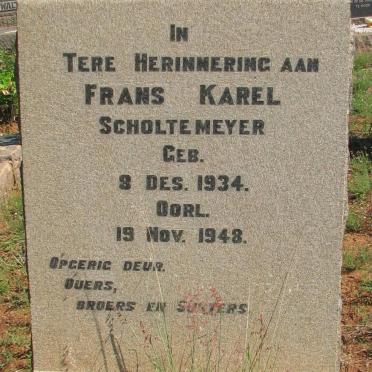 In
Tere Herinnering aan
Frans Karel
Scholtemeyer
Geb.
8 Des. 1934.
Oorl.
19 Nov. 1948.
Opgerig deur.
Ouers,
Broers en Susters